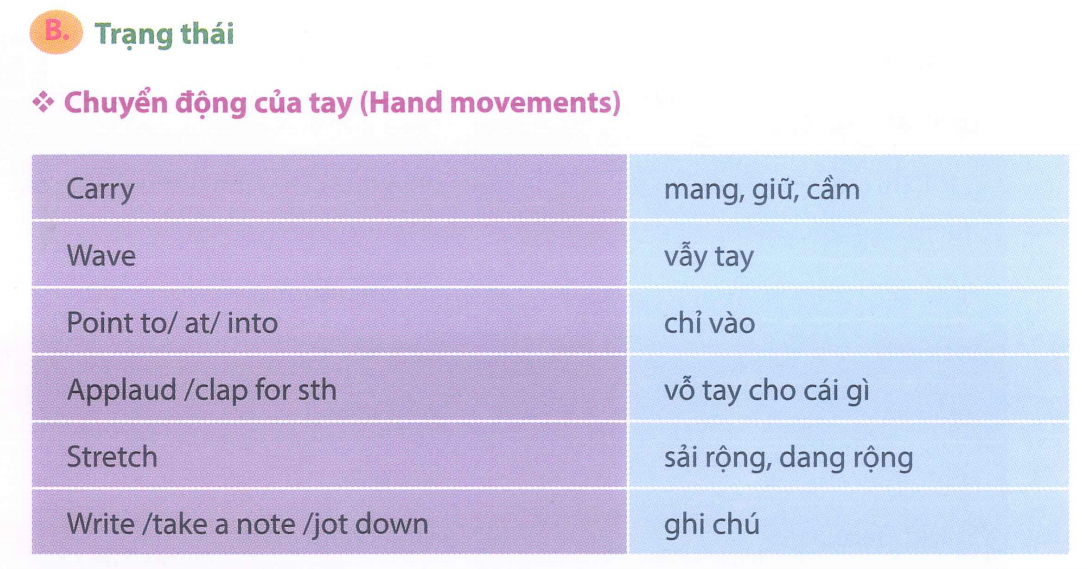 B. Trạng thái
❖ Chuyển động của tay (Hand movements)
Carry mang, giữ, cầm
Wave vẫy tay
Point to/ at/ into chỉ vào
Applaud /clap for sth vỗ tay cho cái gì
Stretch sải rộng, dang rộng
Write /take a note /jot down ghi chú